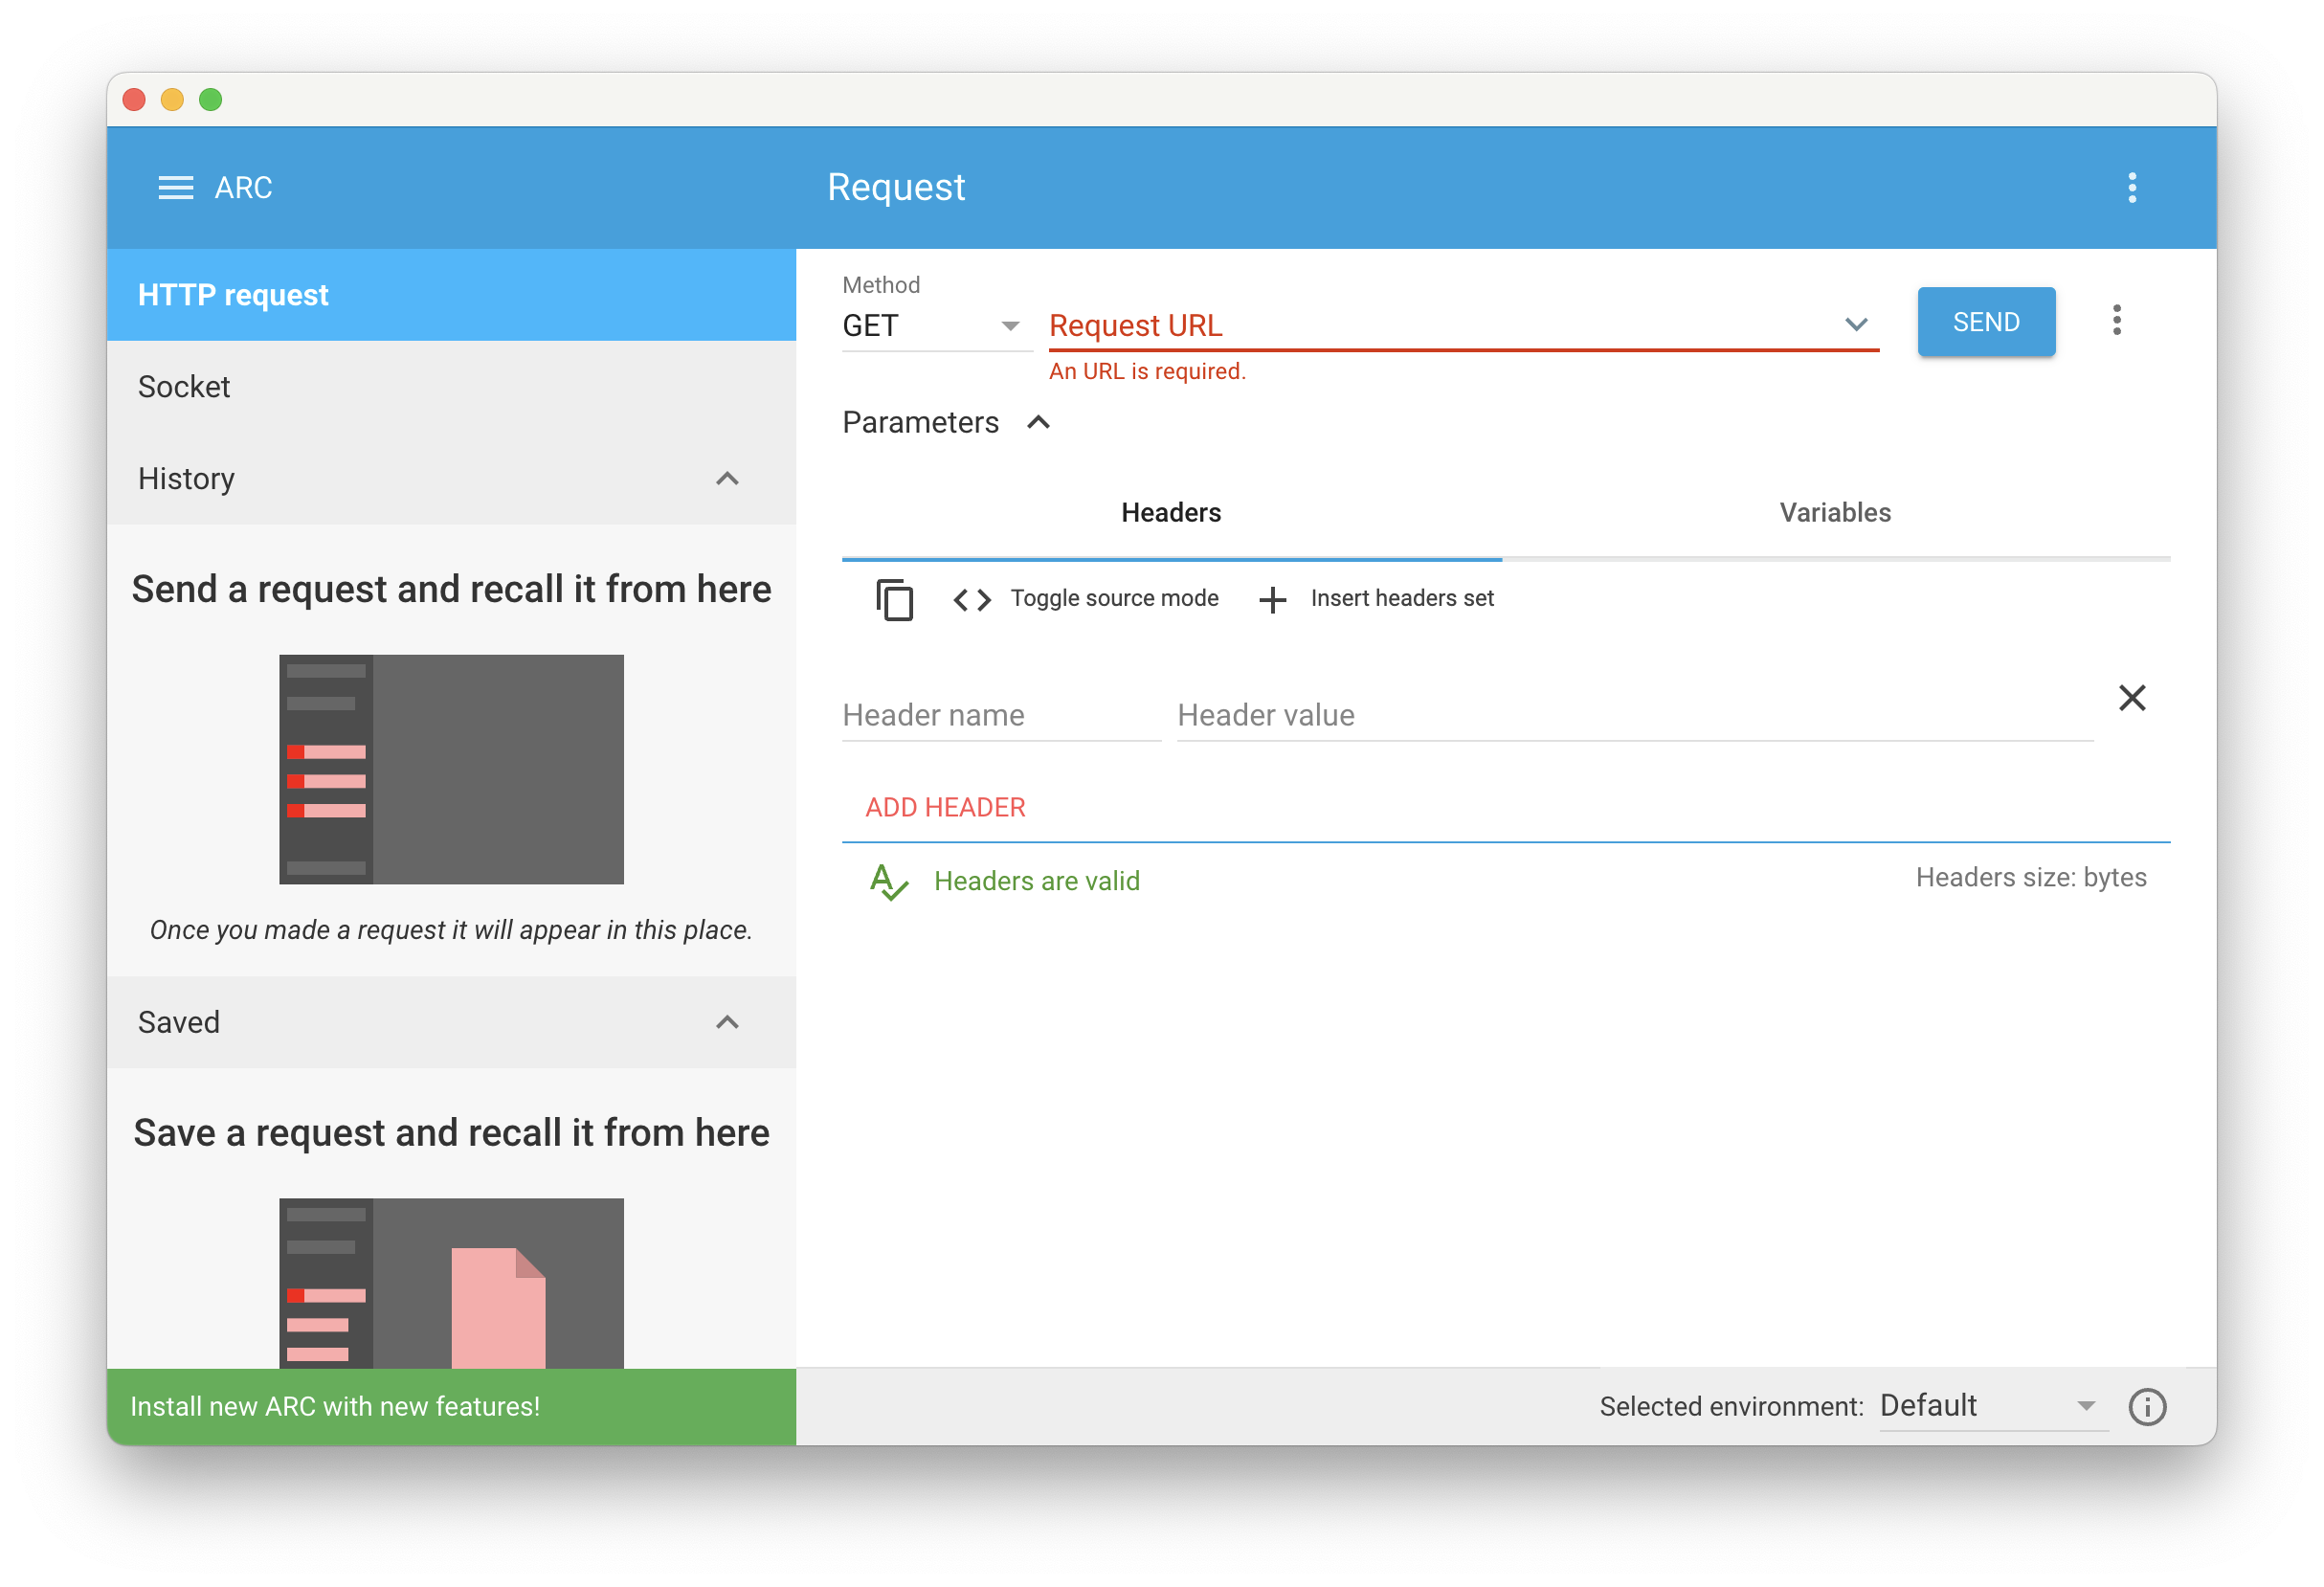 ARC
Request
HTTP request
Socket
History
Send a request and recall it from here
Once you made a request it will appear in this place.
Saved
Save a request and recall it from here
Install new ARC with new features!
Method
GET
Request URL
SEND
An URL is required.
Parameters
Headers
Variables
Toggle source mode
Insert headers set
Header name
Header value
ADD HEADER
Headers are valid
Headers size: bytes
Selected environment: Default